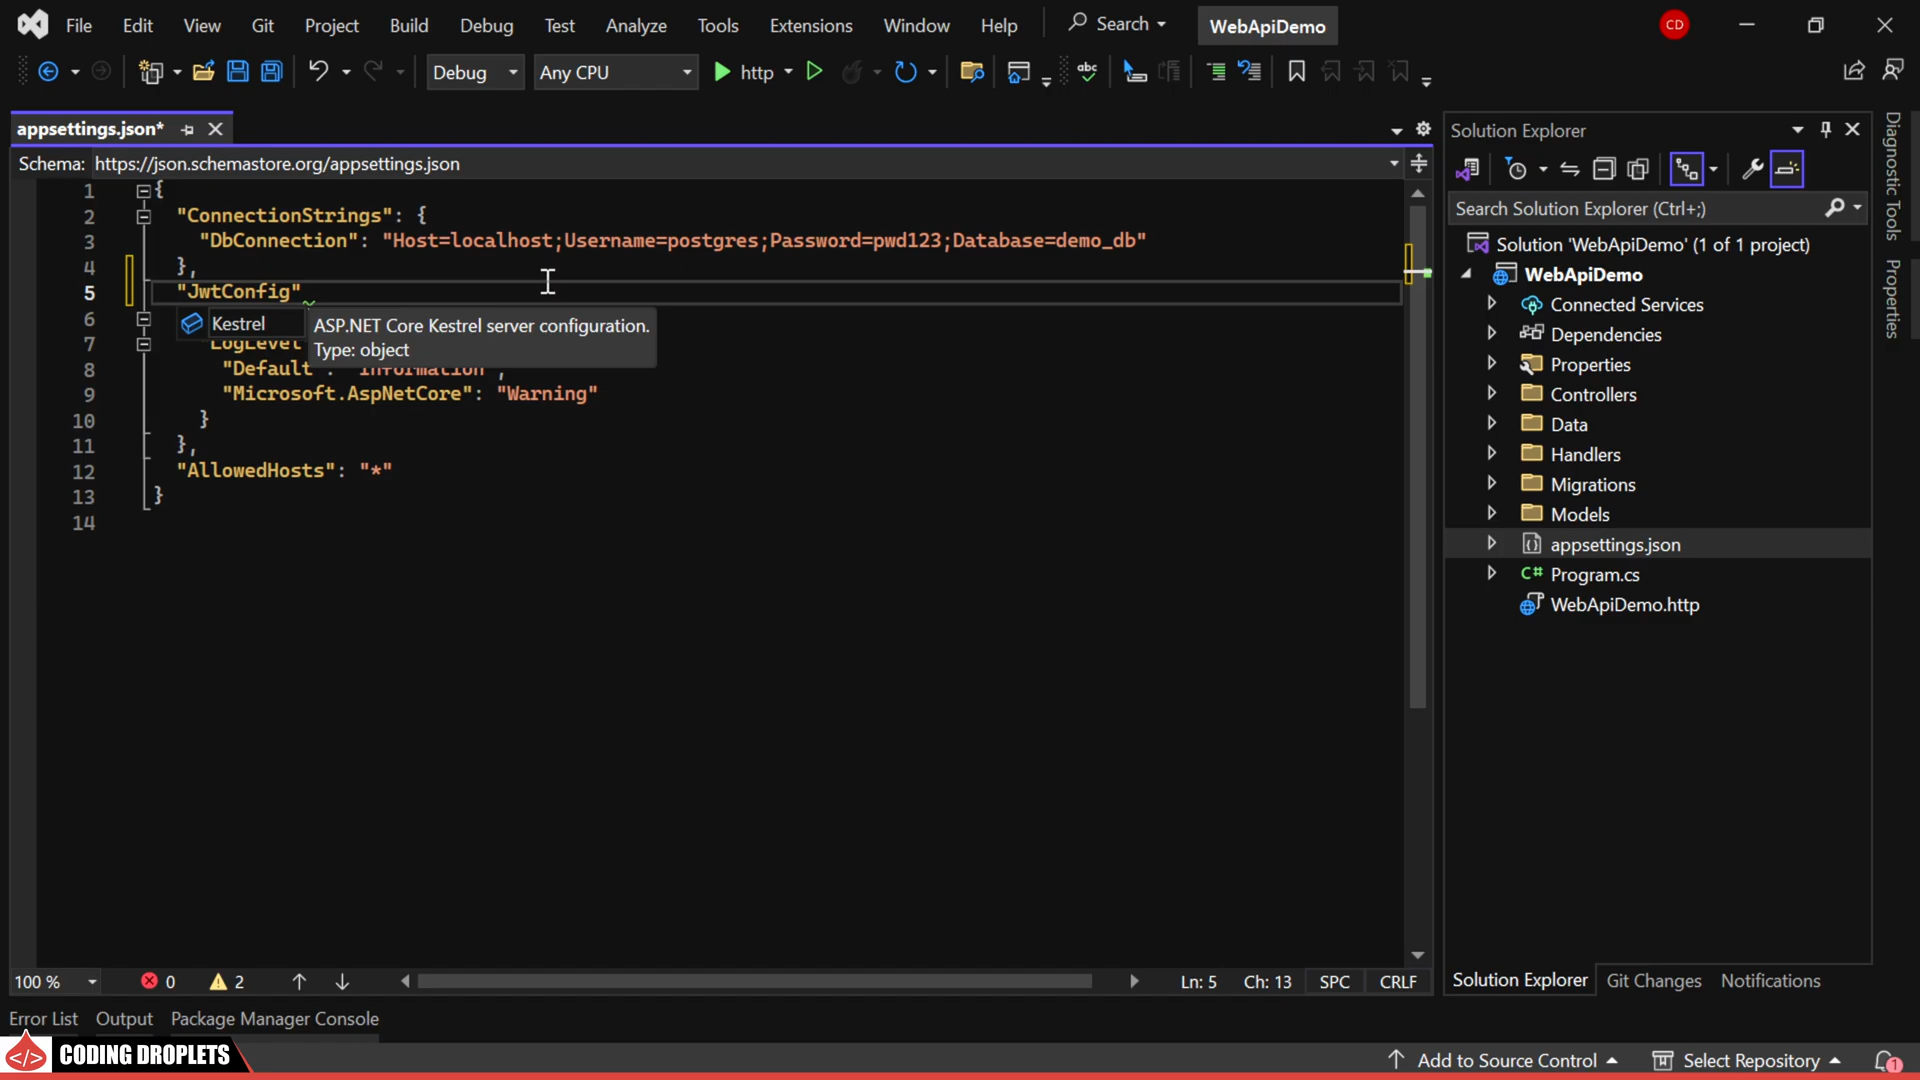 File Edit View Git Project Build Debug Test Analyze Tools Extensions Window Help Search WebApiDemo CD
Debug Any CPU http
appsettings.json*
Schema: https://json.schemastore.org/appsettings.json
1 {
2 "ConnectionStrings": {
3 "DbConnection": "Host=localhost;Username=postgres;Password=pwd123;Database=demo_db"
4 },
5 "JwtConfig"
6
Kestrel
ASP.NET Core Kestrel server configuration.
Type: object
7 "LogLevel
8 "Default": "Information",
9 "Microsoft.AspNetCore": "Warning"
10 }
11 },
12 "AllowedHosts": "*"
13 }
14
100 % 0 2 Ln: 5 Ch: 13 SPC CRLF
Solution Explorer
Search Solution Explorer (Ctrl+;)
Solution 'WebApiDemo' (1 of 1 project)
WebApiDemo
Connected Services
Dependencies
Properties
Controllers
Data
Handlers
Migrations
Models
appsettings.json
C# Program.cs
WebApiDemo.http
Solution Explorer Git Changes Notifications
Diagnostic Tools
Properties
Error List Output Package Manager Console
CODING DROPLETS
Add to Source Control Select Repository 1